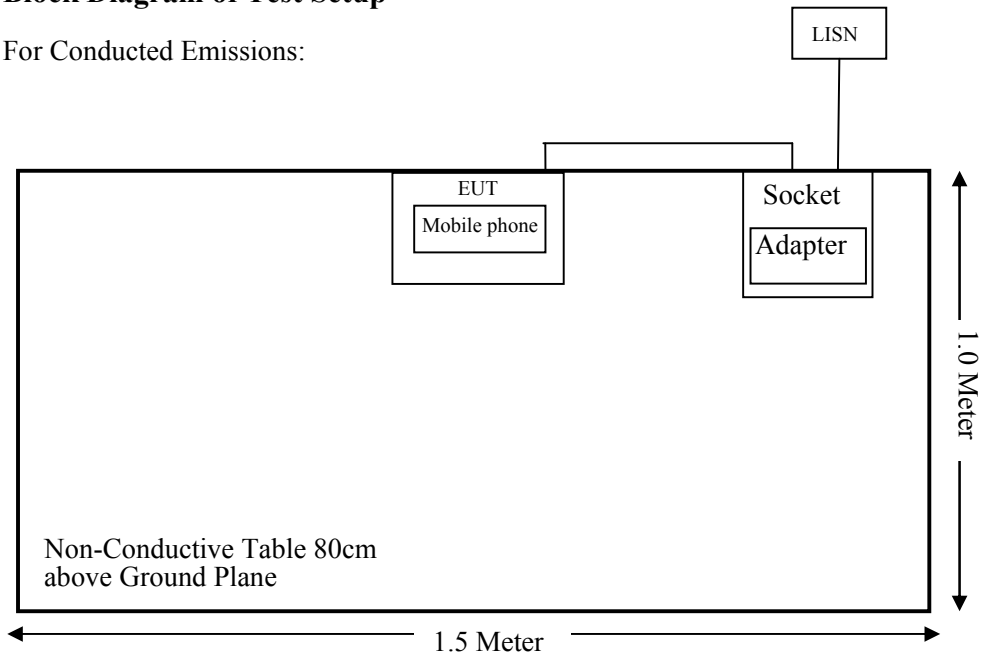 Block Diagram of Test Setup
For Conducted Emissions:
LISN
EUT
Mobile phone
Socket
Adapter
1.0 Meter
Non-Conductive Table 80cm
above Ground Plane
1.5 Meter